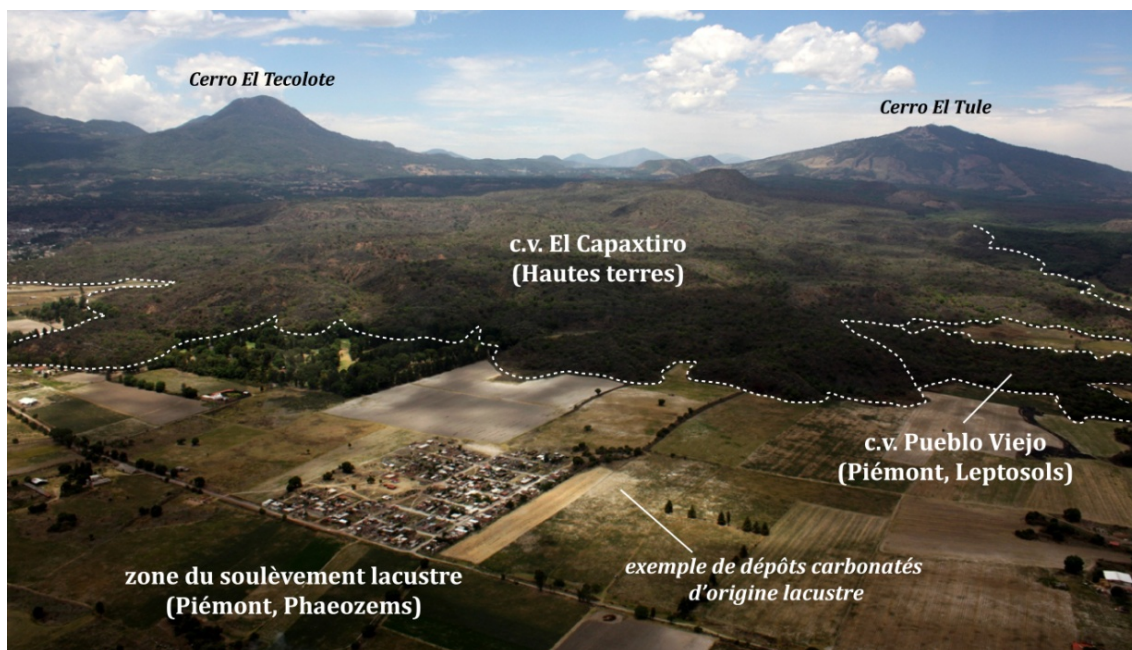 Cerro El Tecolote
Cerro El Tule
c.v. El Capaxtiro
(Hautes terres)
c.v. Pueblo Viejo
(Piémont, Leptosols)
zone du soulèvement lacustre
(Piémont, Phaeozems)
exemple de dépôts carbonatés
d'origine lacustre